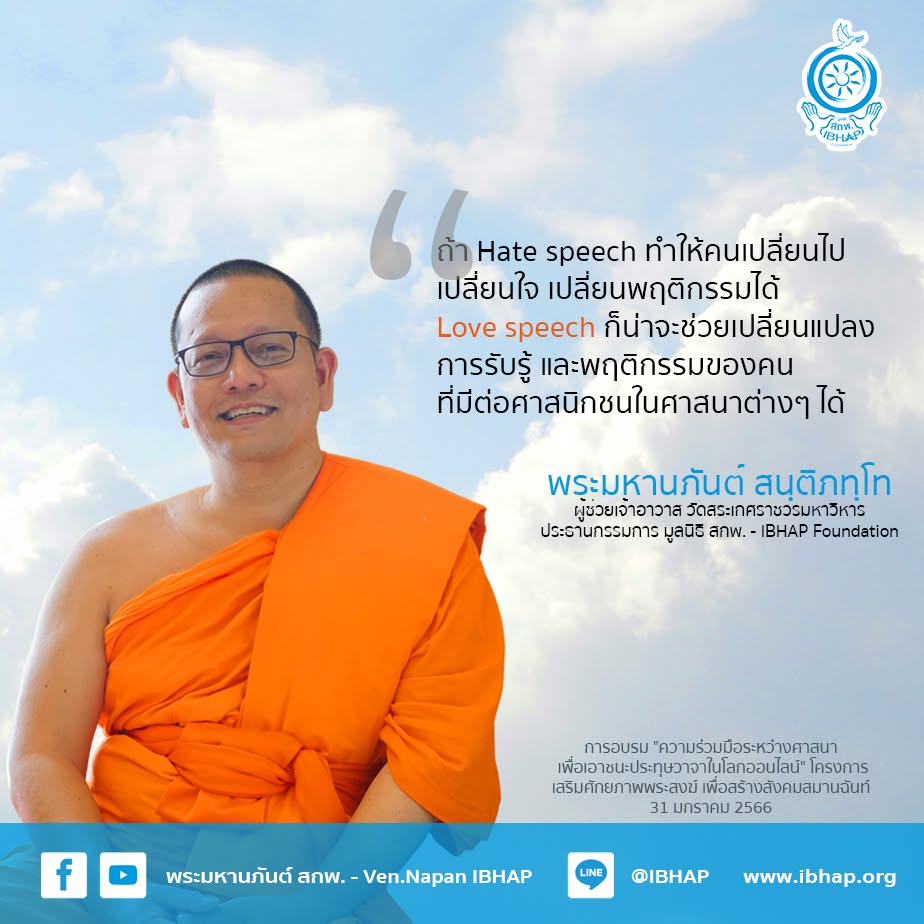 สกพ.
IBHAP
ถ้า Hate speech ทำให้คนเปลี่ยนไป
เปลี่ยนใจ เปลี่ยนพฤติกรรมได้
Love speech ก็น่าจะช่วยเปลี่ยนแปลง
การรับรู้ และพฤติกรรมของคน
ที่มีต่อศาสนิกชนในศาสนาต่างๆ ได้
พระมหานภันต์ สนฺติภทฺโท
ผู้ช่วยเจ้าอาวาส วัดสระเกศราชวรมหาวิหาร
ประธานกรรมการ มูลนิธิ สกพ. - IBHAP Foundation
การอบรม "ความร่วมมือระหว่างศาสนา
เพื่อเอาชนะประทุษวาจาในโลกออนไลน์" โครงการ
เสริมศักยภาพพระสงฆ์ เพื่อสร้างสังคมสมานฉันท์
31 มกราคม 2566
พระมหานภันต์ สกพ. - Ven.Napan IBHAP
LINE
@IBHAP
www.ibhap.org